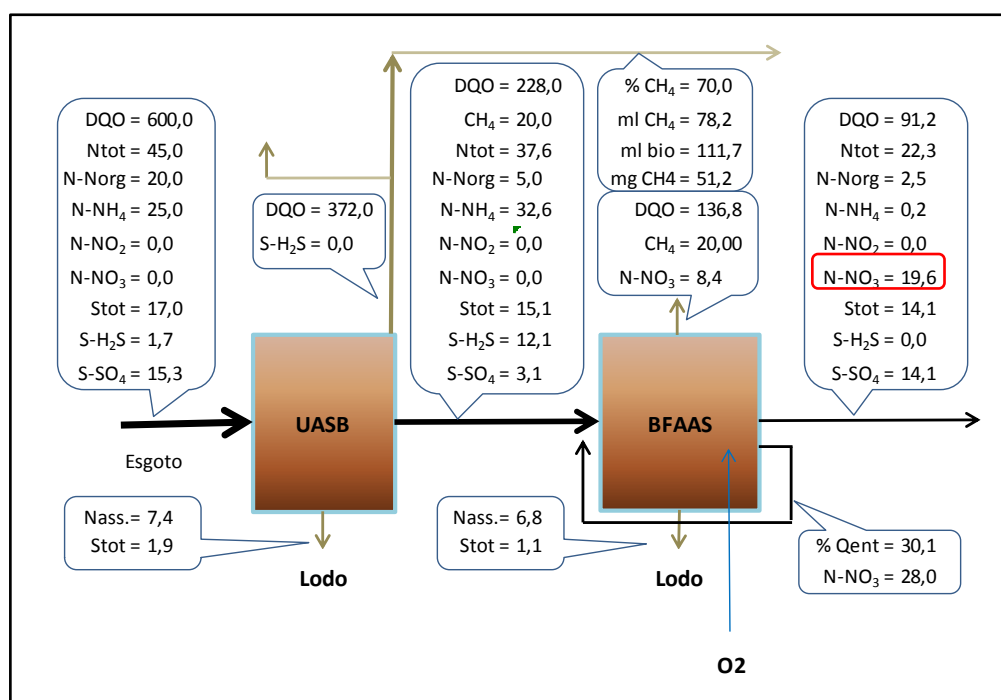 DQO = 600,0
Ntot = 45,0
N-Norg = 20,0
N-NH₄ = 25,0
N-NO₂ = 0,0
N-NO₃ = 0,0
Stot = 17,0
S-H₂S = 1,7
S-SO₄ = 15,3
DQO = 372,0
S-H₂S = 0,0
DQO = 228,0
CH₄ = 20,0
Ntot = 37,6
N-Norg = 5,0
N-NH₄ = 32,6
N-NO₂ = 0,0
N-NO₃ = 0,0
Stot = 15,1
S-H₂S = 12,1
S-SO₄ = 3,1
% CH₄ = 70,0
ml CH₄ = 78,2
ml bio = 111,7
mg CH4 = 51,2
DQO = 136,8
CH₄ = 20,00
N-NO₃ = 8,4
DQO = 91,2
Ntot = 22,3
N-Norg = 2,5
N-NH₄ = 0,2
N-NO₂ = 0,0
N-NO₃ = 19,6
Stot = 14,1
S-H₂S = 0,0
S-SO₄ = 14,1
UASB
BFAAS
Esgoto
Nass.= 7,4
Stot = 1,9
Lodo
Nass.= 6,8
Stot = 1,1
Lodo
% Qent = 30,1
N-NO₃ = 28,0
O2